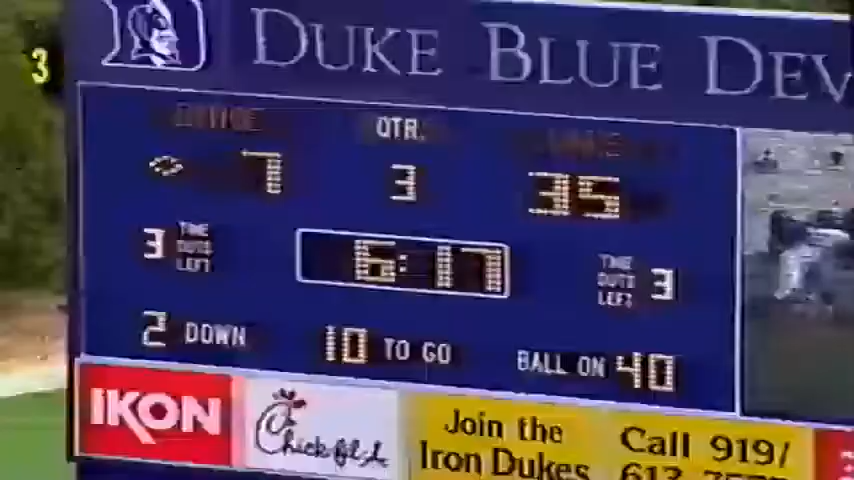 DUKE BLUE DEV
3
QTR.
7 3 35
3 TIME OUTS LEFT
6:17
TIME OUTS LEFT 3
2 DOWN 10 TO GO BALL ON 40
IKON
Chick-fil-A
Join the
Iron Dukes
Call 919/